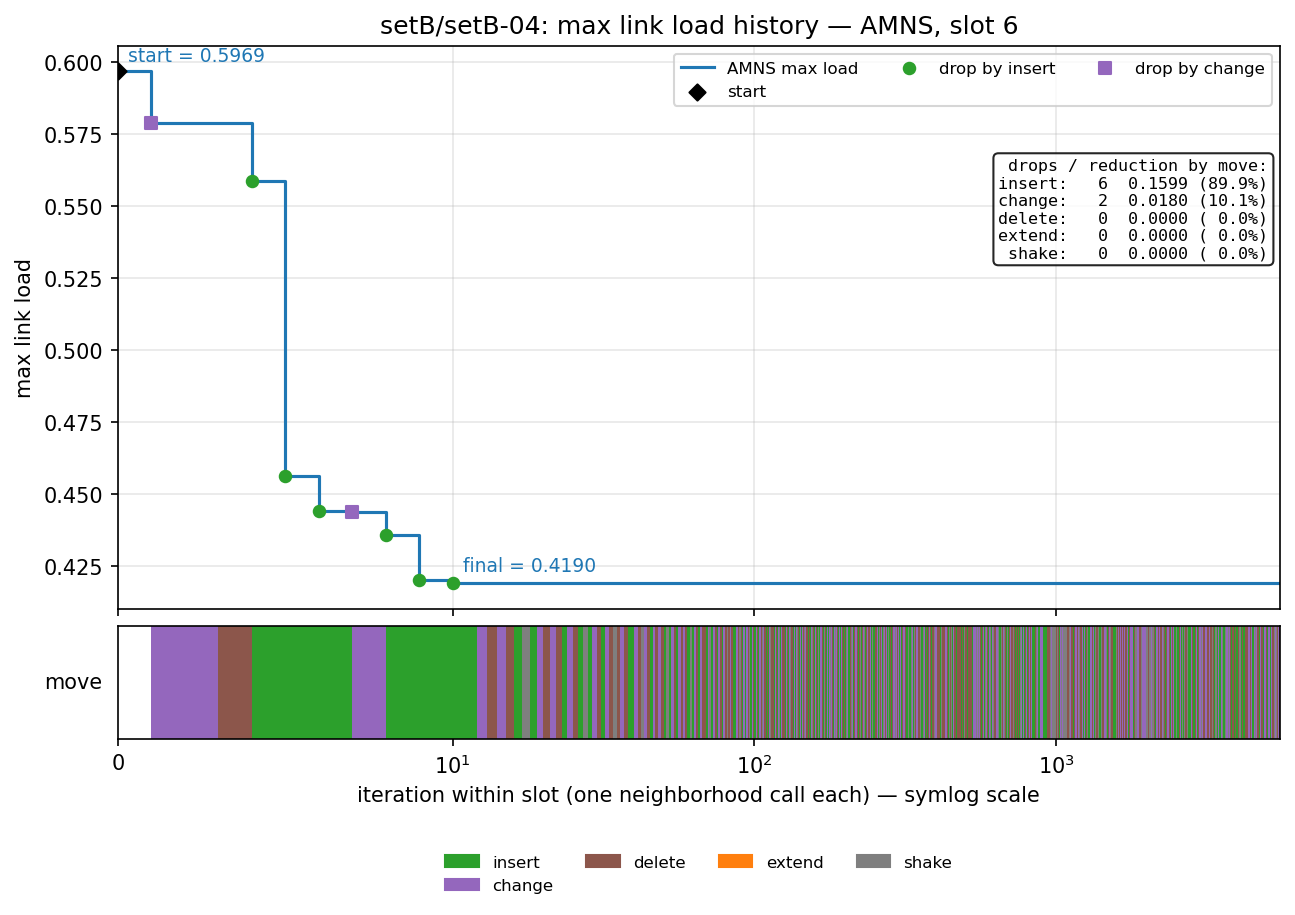 setB/setB-04: max link load history — AMNS, slot 6
start = 0.5969
AMNS max load
start
drop by insert
drop by change
drops / reduction by move:
insert: 6 0.1599 (89.9%)
change: 2 0.0180 (10.1%)
delete: 0 0.0000 ( 0.0%)
extend: 0 0.0000 ( 0.0%)
shake: 0 0.0000 ( 0.0%)
max link load
0.600
0.575
0.550
0.525
0.500
0.475
0.450
0.425
final = 0.4190
move
0 10¹ 10² 10³
iteration within slot (one neighborhood call each) — symlog scale
insert delete extend shake
change